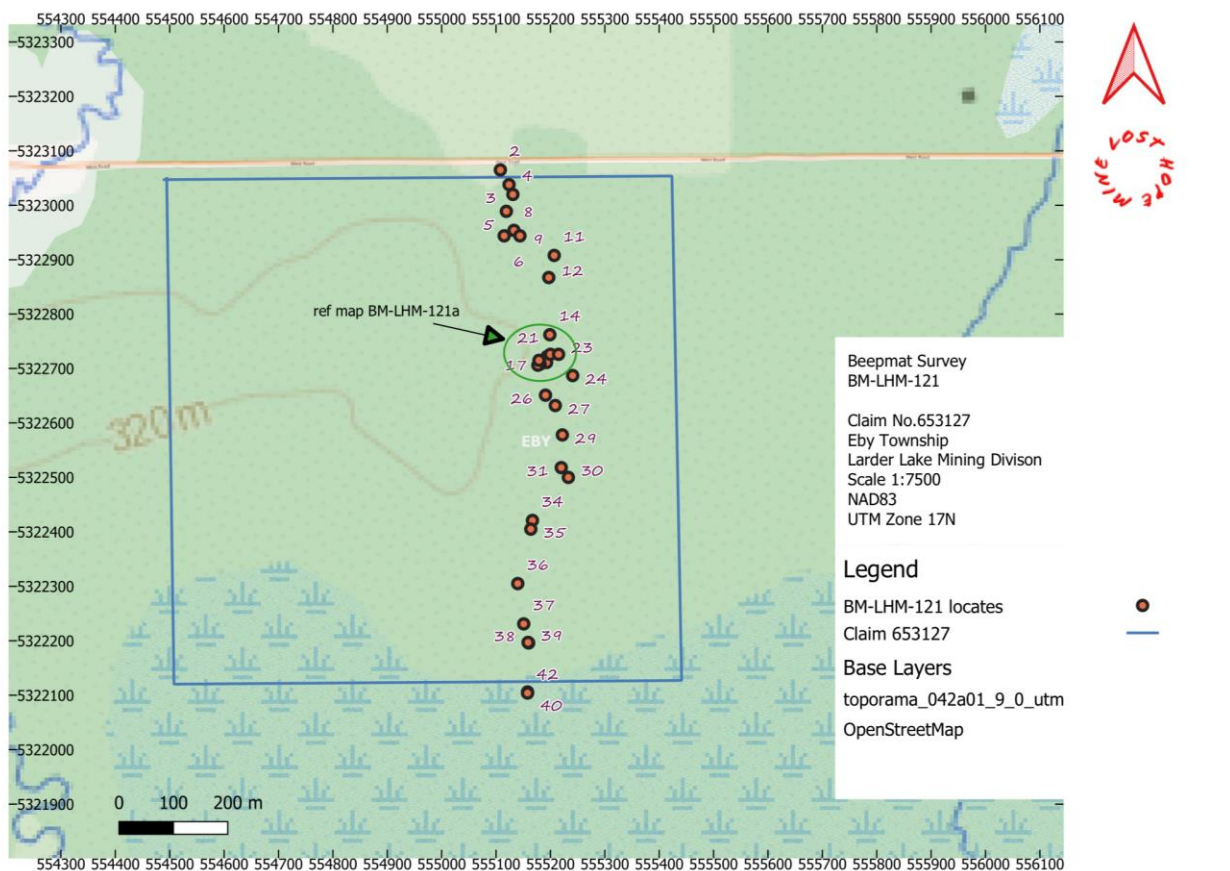 554300 554400 554500 554600 554700 554800 554900 555000 555100 555200 555300 555400 555500 555600 555700 555800 555900 556000 556100
5323300
5323200
5323100
5323000
5322900
5322800
5322700
5322600
5322500
5322400
5322300
5322200
5322100
5322000
5321900
2
4
3
8
5
9
11
6
12
ref map BM-LHM-121a
14
21
23
17
24
26
27
320 m
EBY
29
31
30
34
35
36
37
38
39
42
40
0 100 200 m
554300 554400 554500 554600 554700 554800 554900 555000 555100 555200 555300 555400 555500 555600 555700 555800 555900 556000 556100
LOST HOPE MINE
Beepmat Survey
BM-LHM-121
Claim No.653127
Eby Township
Larder Lake Mining Divison
Scale 1:7500
NAD83
UTM Zone 17N
Legend
BM-LHM-121 locates
Claim 653127
Base Layers
toporama_042a01_9_0_utm
OpenStreetMap